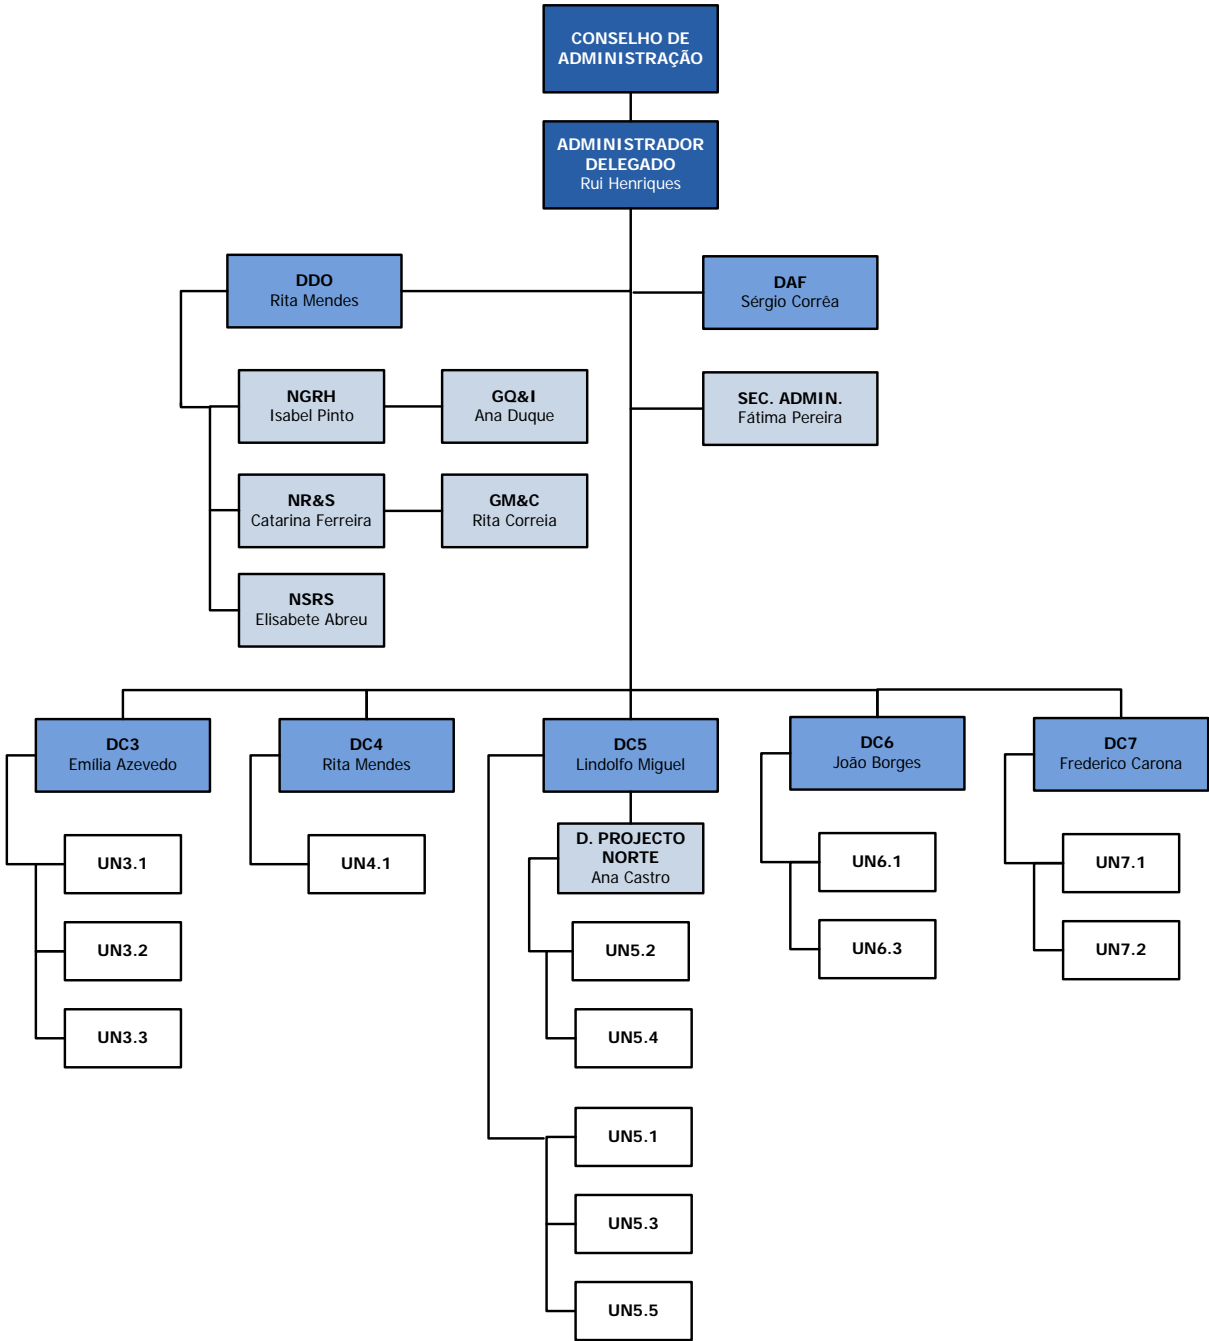 CONSELHO DE
ADMINISTRAÇÃO
ADMINISTRADOR
DELEGADO
Rui Henriques
DDO
Rita Mendes
DAF
Sérgio Corrêa
NGRH
Isabel Pinto
GQ&I
Ana Duque
SEC. ADMIN.
Fátima Pereira
NR&S
Catarina Ferreira
GM&C
Rita Correia
NSRS
Elisabete Abreu
DC3
Emília Azevedo
DC4
Rita Mendes
DC5
Lindolfo Miguel
DC6
João Borges
DC7
Frederico Carona
UN3.1
UN3.2
UN3.3
UN4.1
D. PROJECTO
NORTE
Ana Castro
UN5.2
UN5.4
UN5.1
UN5.3
UN5.5
UN6.1
UN6.3
UN7.1
UN7.2